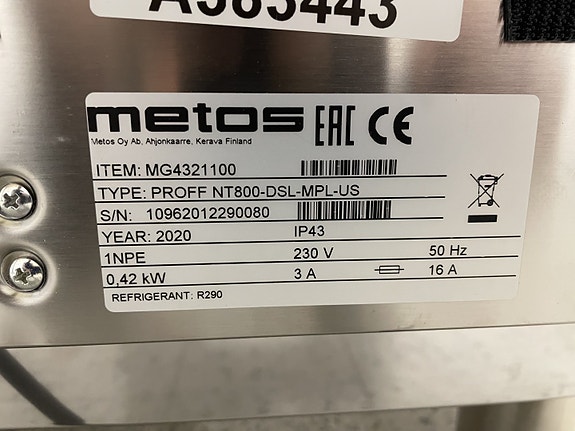 metos EAC CE
Metos Oy Ab, Ahjonkaarre, Kerava Finland
ITEM: MG4321100
TYPE: PROFF NT800-DSL-MPL-US
S/N: 10962012290080
YEAR: 2020 IP43
1NPE 230 V 50 Hz
0,42 kW 3 A 16 A
REFRIGERANT: R290